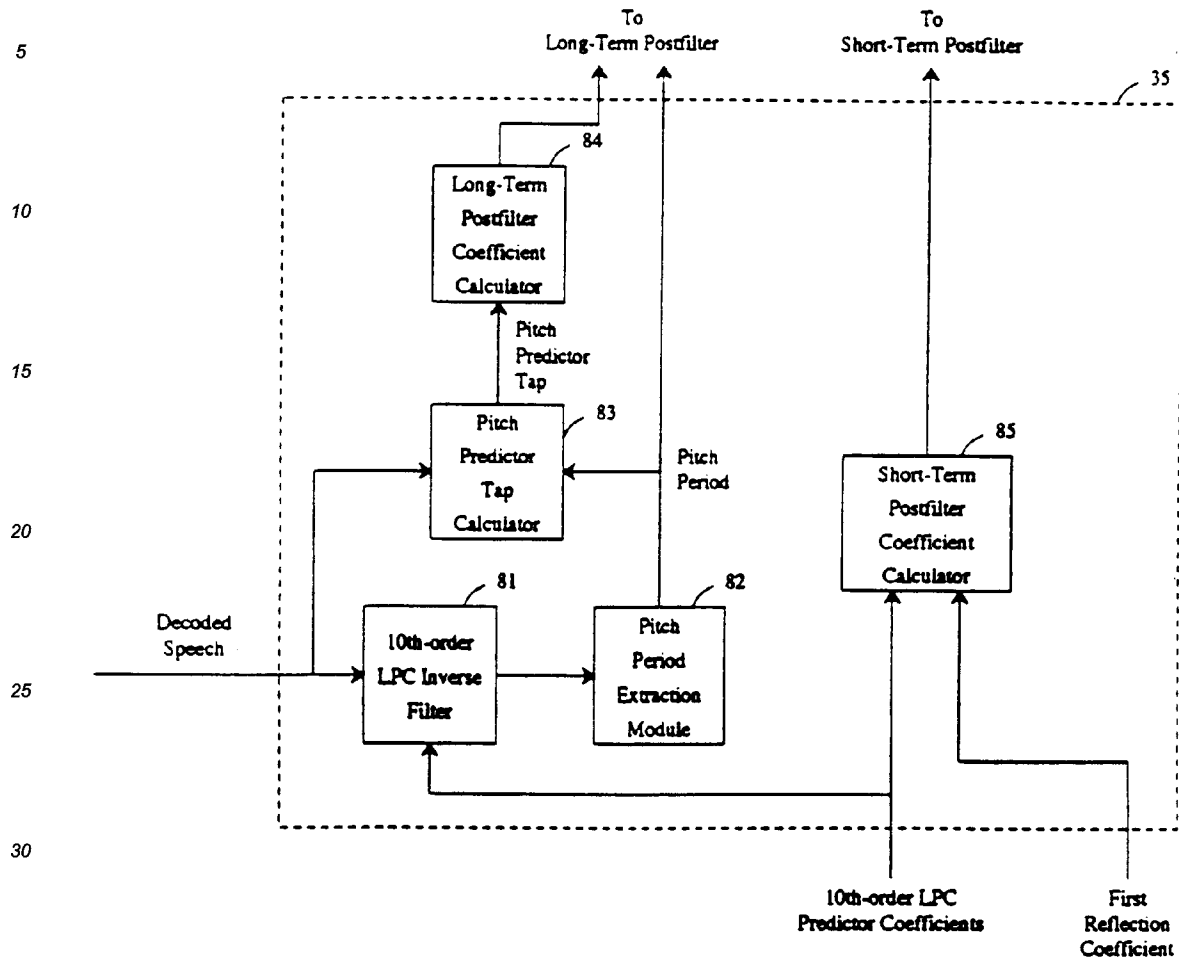 To
Long-Term Postfilter
To
Short-Term Postfilter
5
35
84
Long-Term
Postfilter
Coefficient
Calculator
10
Pitch
Predictor
Tap
15
83
Pitch
Predictor
Tap
Calculator
Pitch
Period
85
Short-Term
Postfilter
Coefficient
Calculator
20
81
82
Decoded
Speech
10th-order
LPC Inverse
Filter
Pitch
Period
Extraction
Module
25
30
10th-order LPC
Predictor Coefficients
First
Reflection
Coefficient